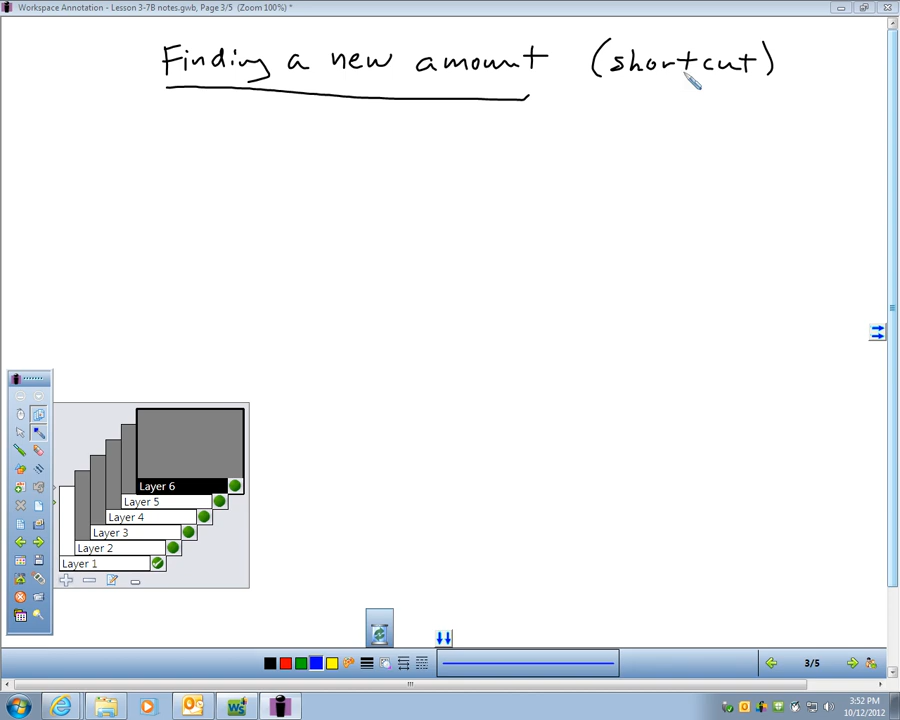 Workspace Annotation - Lesson 3-7B notes.gwb, Page 3/5 (Zoom 100%) *
Finding a new amount (shortcut)
Layer 6
Layer 5
Layer 4
Layer 3
Layer 2
Layer 1
3/5
3:52 PM
10/12/2012